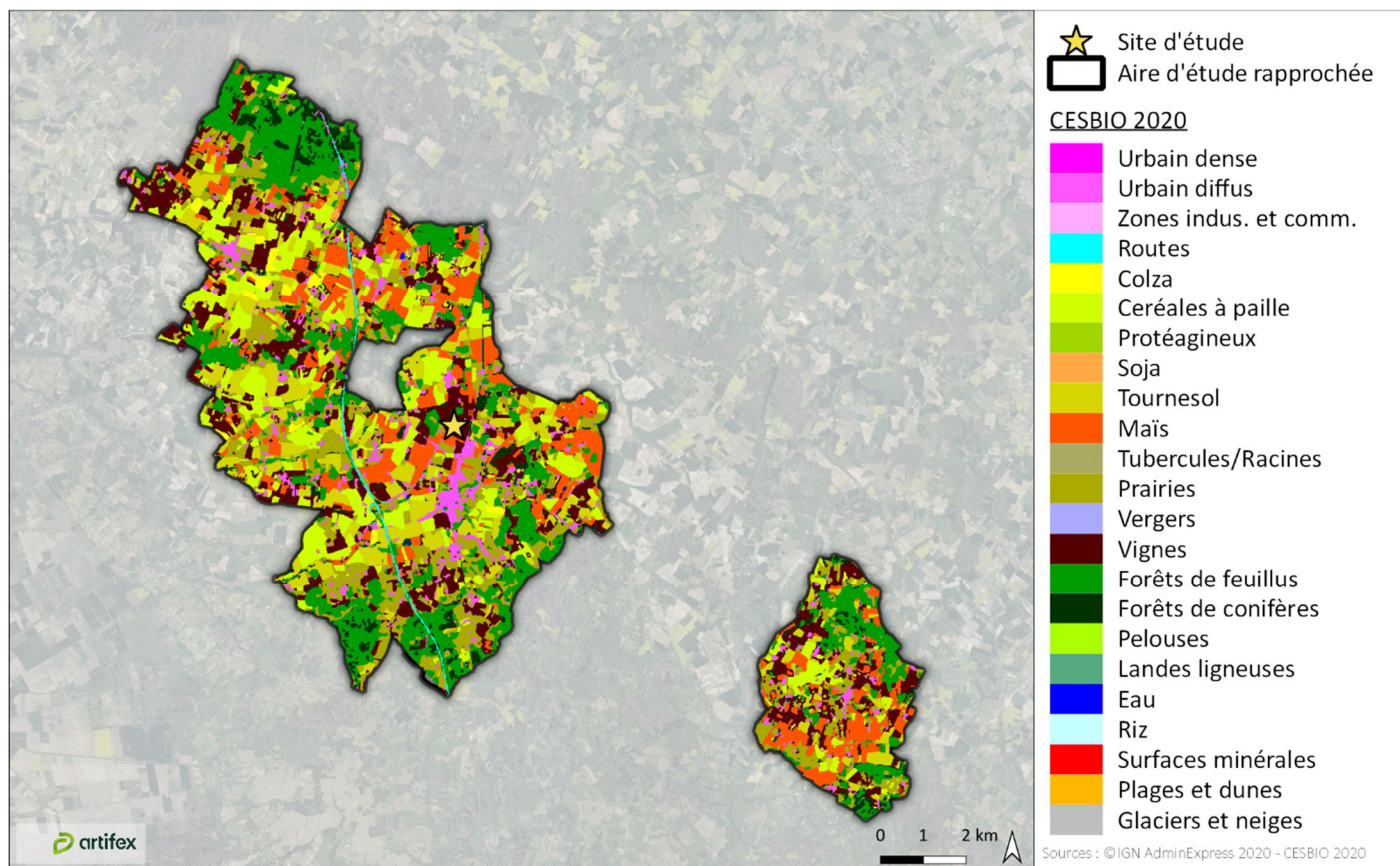 Site d'étude
Aire d'étude rapprochée
CESBIO 2020
Urbain dense
Urbain diffus
Zones indus. et comm.
Routes
Colza
Ceréales à paille
Protéagineux
Soja
Tournesol
Maïs
Tubercules/Racines
Prairies
Vergers
Vignes
Forêts de feuillus
Forêts de conifères
Pelouses
Landes ligneuses
Eau
Riz
Surfaces minérales
Plages et dunes
Glaciers et neiges
artifex
0 1 2 km
Sources : ©IGN AdminExpress 2020 - CESBIO 2020